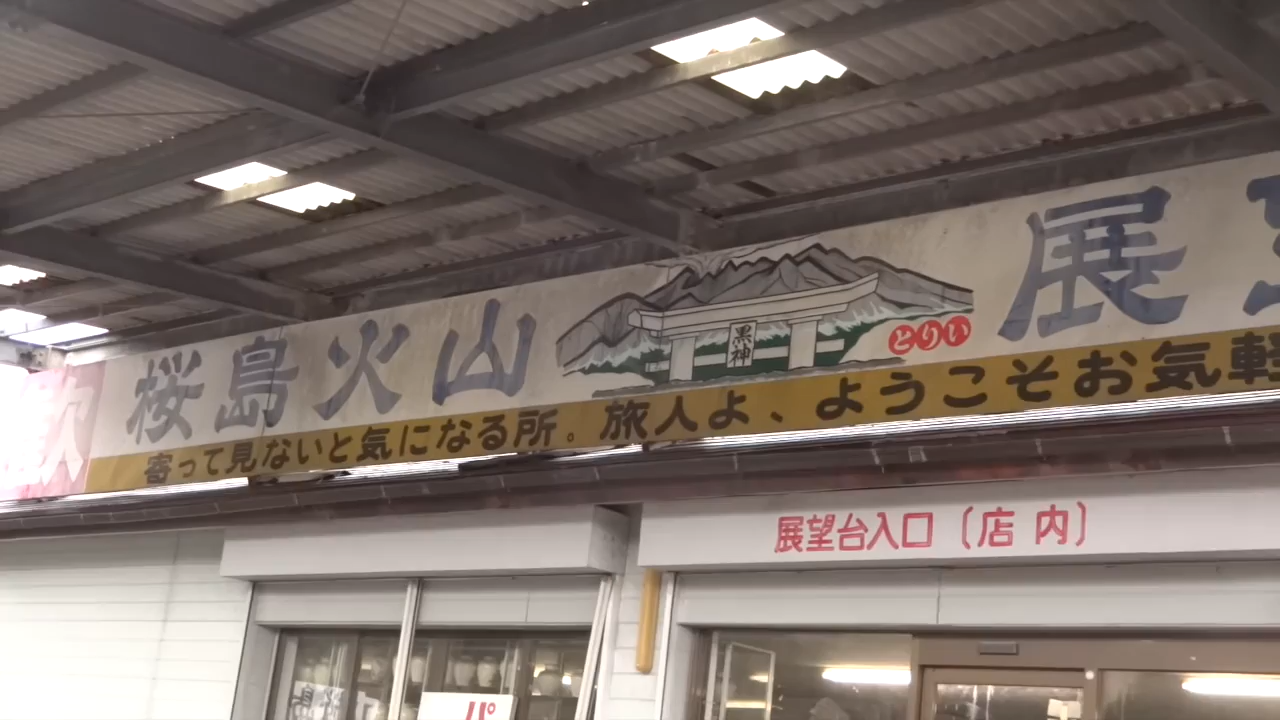 歓
桜島火山
黒神
とりい
展
寄って見ないと気になる所。旅人よ、ようこそお気軽
展望台入口〔店内〕
パ